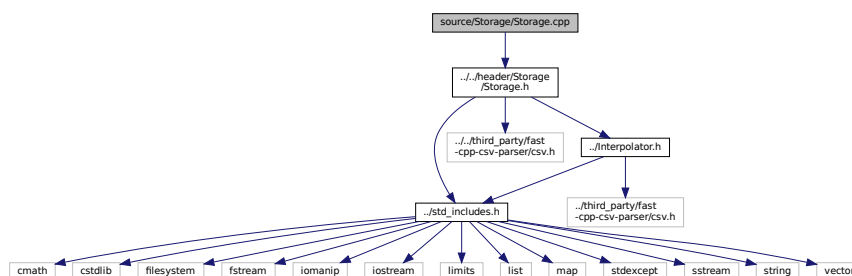 source/Storage/Storage.cpp
../../header/Storage
/Storage.h
../../third_party/fast
-cpp-csv-parser/csv.h
../Interpolator.h
../third_party/fast
-cpp-csv-parser/csv.h
../std_includes.h
cmath
cstdlib
filesystem
fstream
iomanip
iostream
limits
list
map
stdexcept
sstream
string
vecto